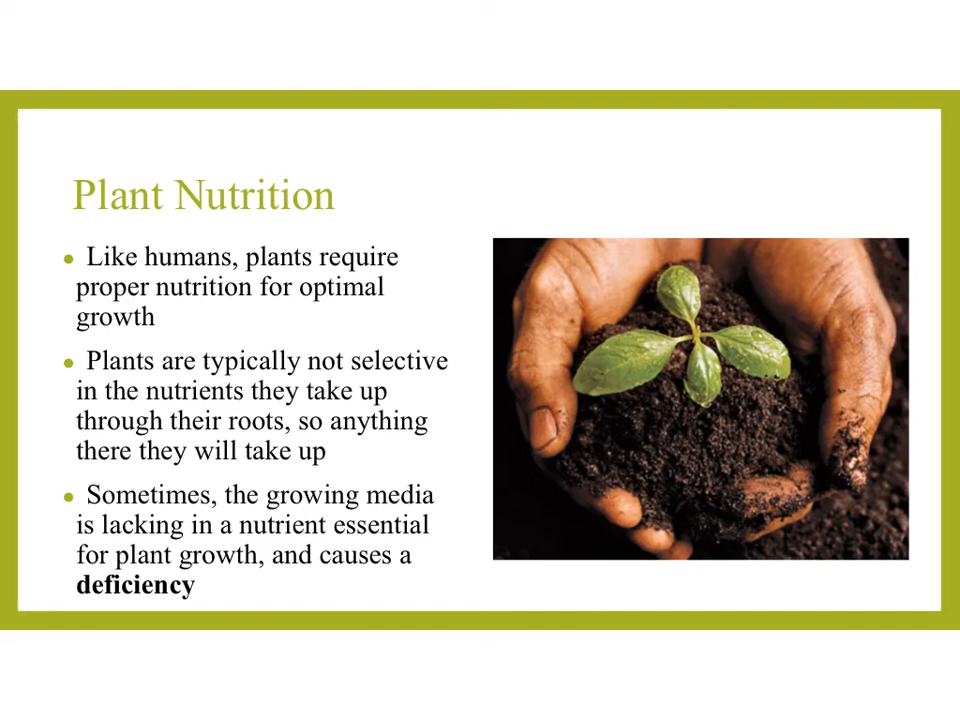 Plant Nutrition
• Like humans, plants require
proper nutrition for optimal
growth
• Plants are typically not selective
in the nutrients they take up
through their roots, so anything
there they will take up
• Sometimes, the growing media
is lacking in a nutrient essential
for plant growth, and causes a
deficiency